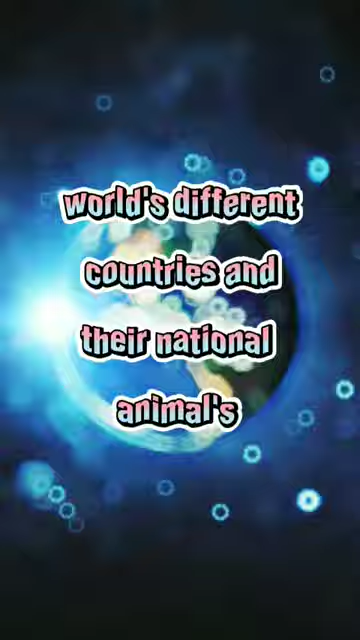 world's different
countries and
their national
animal's